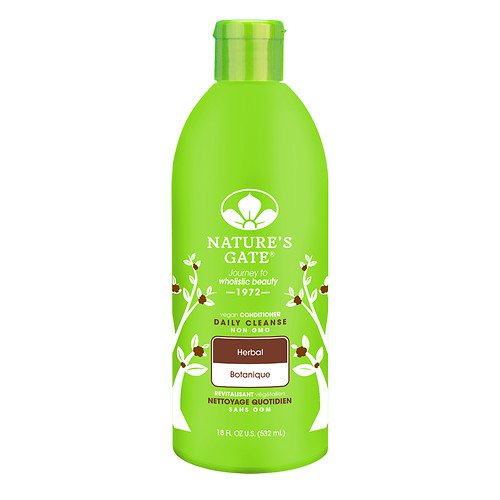 NATURE'S
GATE®
Journey to
wholistic beauty
—1972—
vegan CONDITIONER
DAILY CLEANSE
NON GMO
Herbal
Botanique
REVITALISANT végétalien
NETTOYAGE QUOTIDIEN
SANS OGM
18 FL OZ U.S. (532 mL)